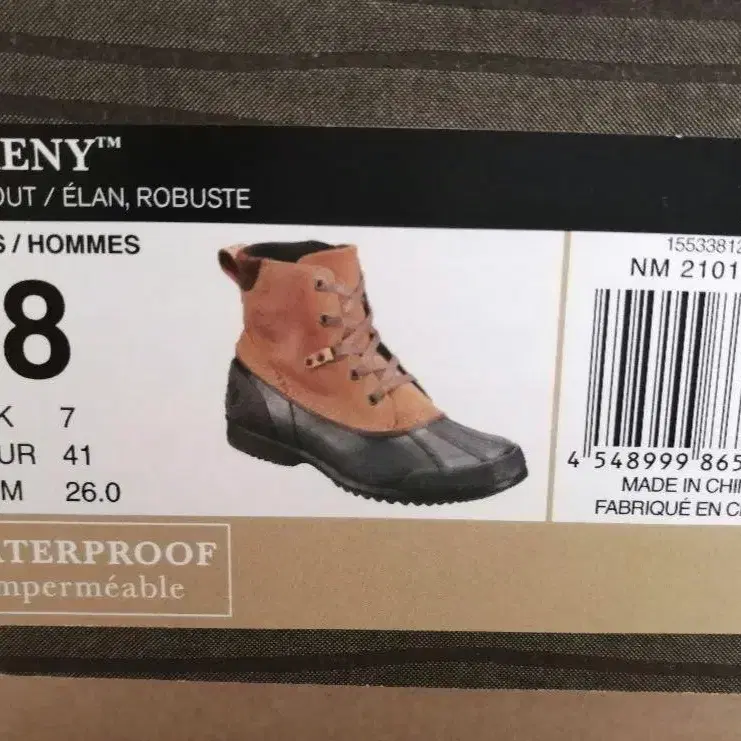 ENY™
OUT / ÉLAN, ROBUSTE
S / HOMMES
8
K 7
UR 41
M 26.0
ATERPROOF
mperméable
1553381
NM 2101
4 548999 865
MADE IN CHI
FABRIQUÉ EN C